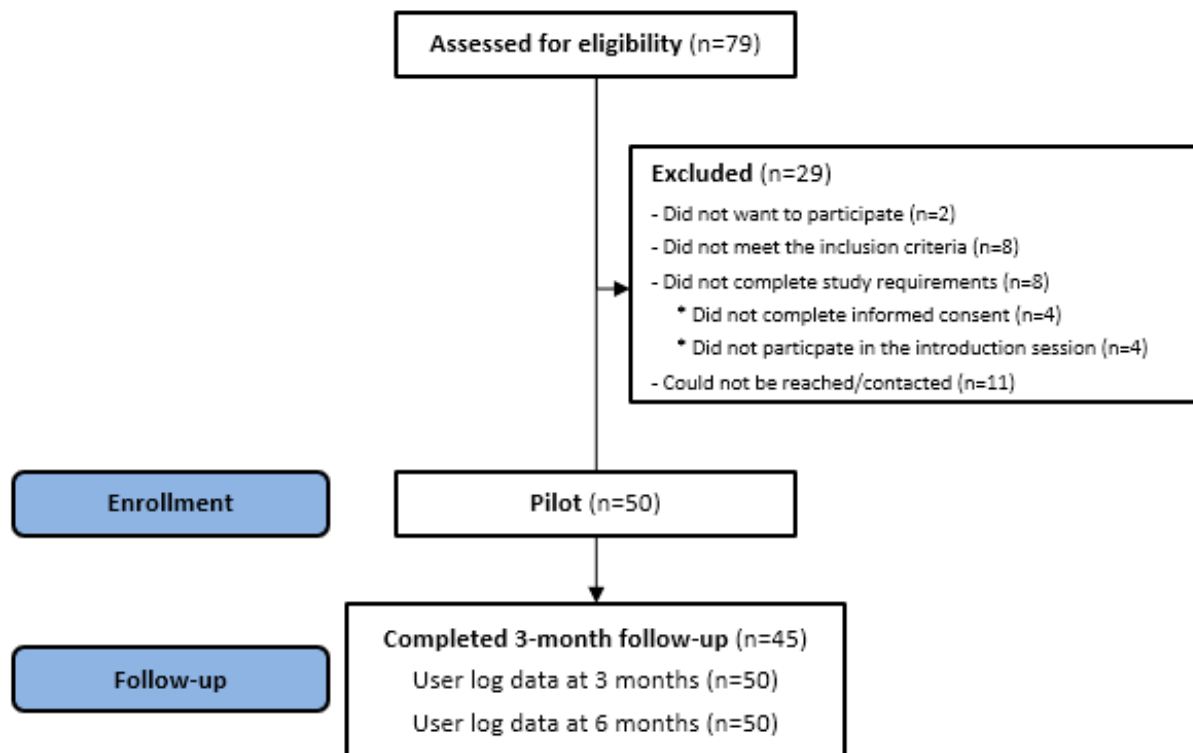 Assessed for eligibility (n=79)
Excluded (n=29)
- Did not want to participate (n=2)
- Did not meet the inclusion criteria (n=8)
- Did not complete study requirements (n=8)
* Did not complete informed consent (n=4)
* Did not particpate in the introduction session (n=4)
- Could not be reached/contacted (n=11)
Enrollment
Pilot (n=50)
Follow-up
Completed 3-month follow-up (n=45)
User log data at 3 months (n=50)
User log data at 6 months (n=50)